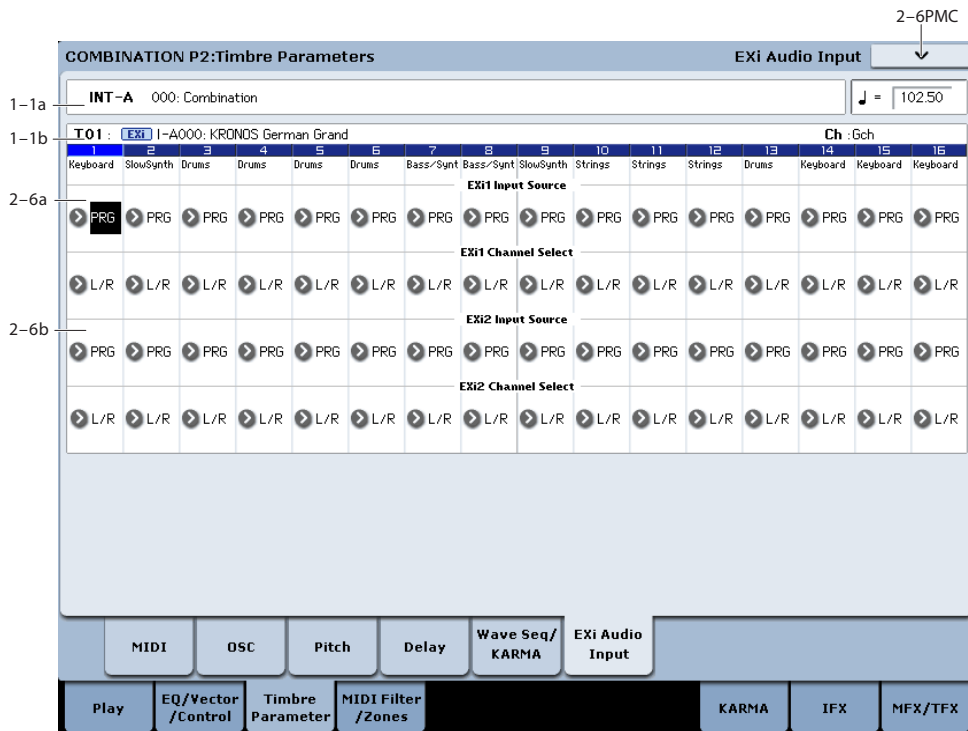 2–6PMC
COMBINATION P2:Timbre Parameters EXi Audio Input
1–1a INT–A 000: Combination ♩ = 102.50
1–1b T01 : EXi I–A000: KRONOS German Grand Ch :Gch
1 2 3 4 5 6 7 8 9 10 11 12 13 14 15 16
Keyboard SlowSynth Drums Drums Drums Drums Bass/Synt Bass/Synt SlowSynth Strings Strings Strings Drums Keyboard Keyboard Keyboard
EXi1 Input Source
2–6a PRG PRG PRG PRG PRG PRG PRG PRG PRG PRG PRG PRG PRG PRG PRG PRG
EXi1 Channel Select
L/R L/R L/R L/R L/R L/R L/R L/R L/R L/R L/R L/R L/R L/R L/R L/R
EXi2 Input Source
2–6b PRG PRG PRG PRG PRG PRG PRG PRG PRG PRG PRG PRG PRG PRG PRG PRG
EXi2 Channel Select
L/R L/R L/R L/R L/R L/R L/R L/R L/R L/R L/R L/R L/R L/R L/R L/R
MIDI OSC Pitch Delay Wave Seq/ KARMA EXi Audio Input
Play EQ/Vector /Control Timbre Parameter MIDI Filter /Zones KARMA IFX MFX/TFX